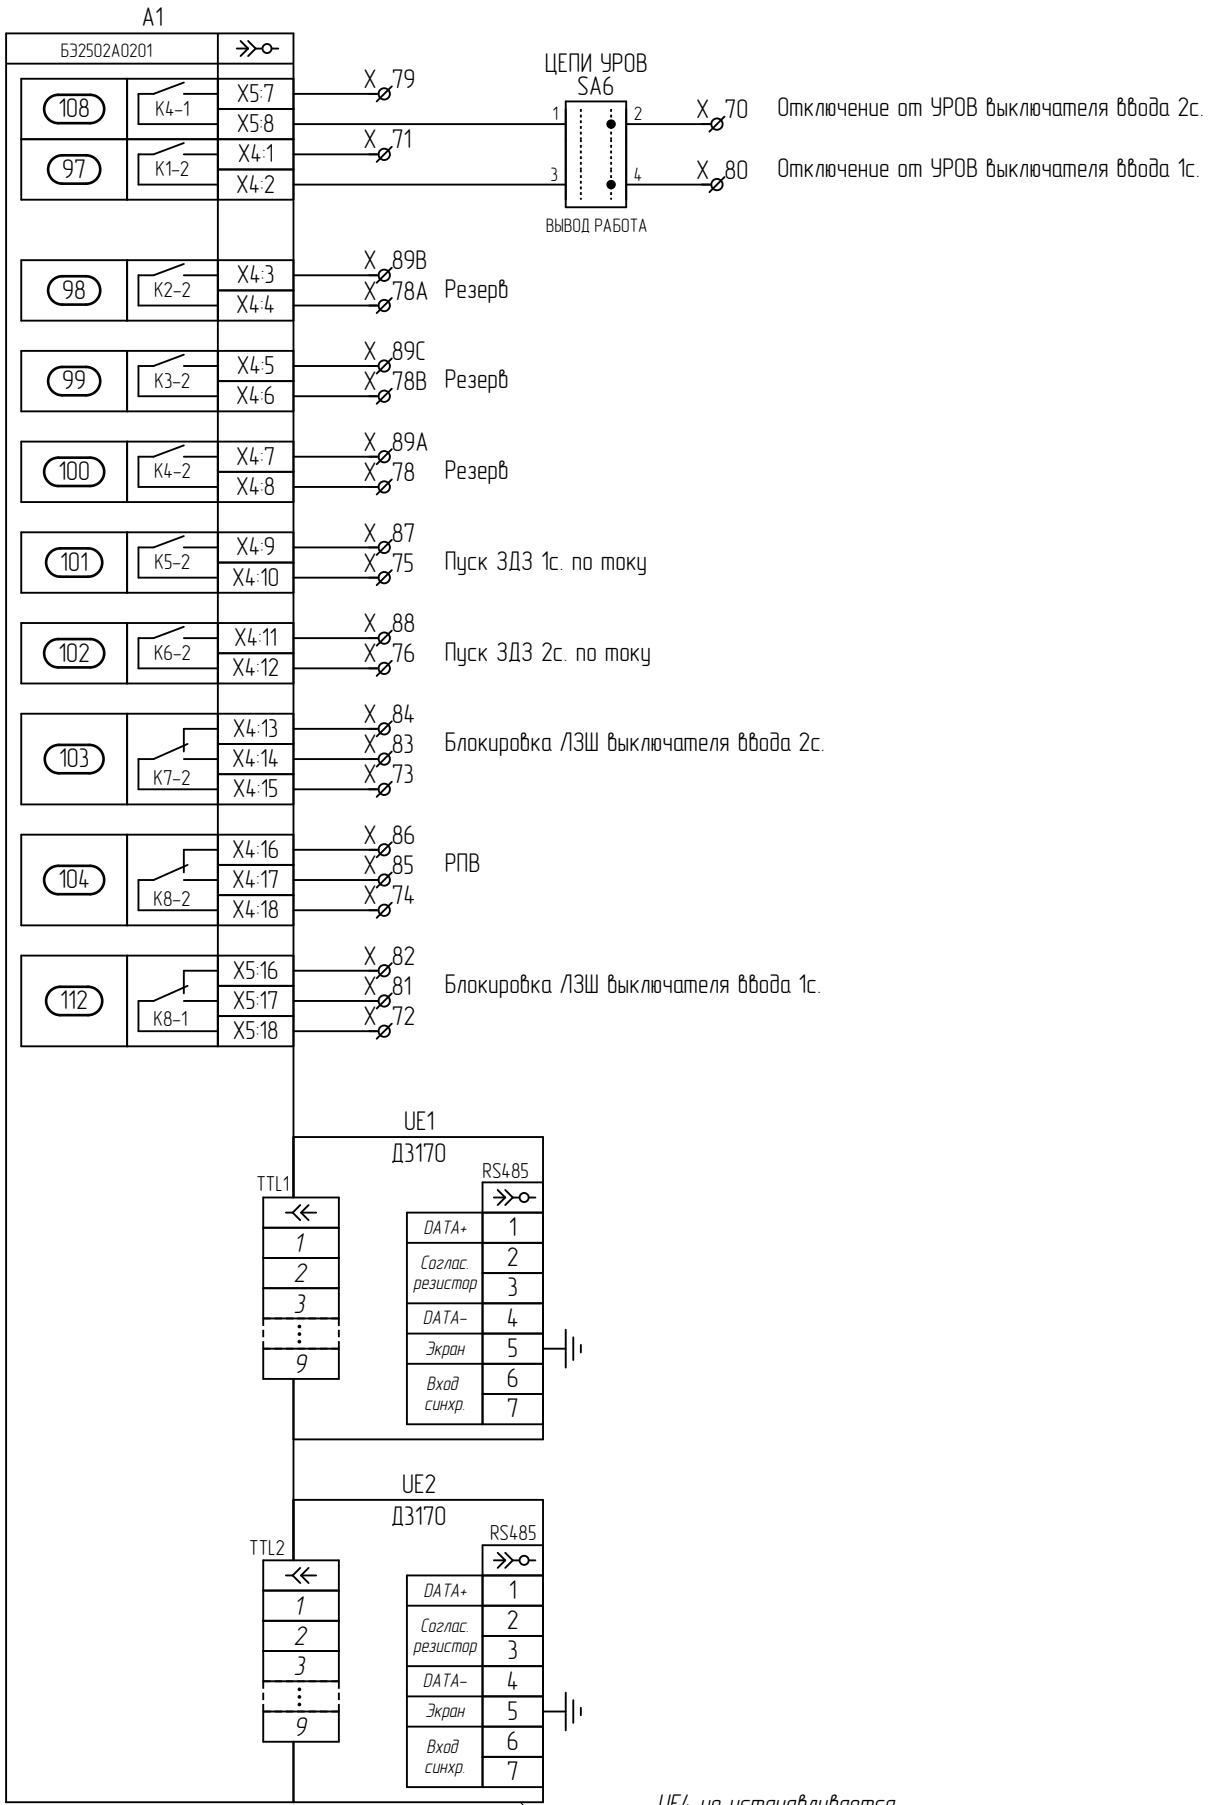 A1
БЭ2502А0201
ЦЕПИ УРОВ
SA6
108 K4-1 X5:7 X 79
X5:8 1 2 X 70 Отключение от УРОВ выключателя ввода 2с.
97 K1-2 X4:1 X 71
X4:2 3 4 X 80 Отключение от УРОВ выключателя ввода 1с.
ВЫВОД РАБОТА
98 K2-2 X4:3 X 89B
X4:4 X 78A Резерв
99 K3-2 X4:5 X 89C
X4:6 X 78B Резерв
100 K4-2 X4:7 X 89A
X4:8 X 78 Резерв
101 K5-2 X4:9 X 87
X4:10 X 75 Пуск ЗДЗ 1с. по току
102 K6-2 X4:11 X 88
X4:12 X 76 Пуск ЗДЗ 2с. по току
X4:13 X 84
103 X4:14 X 83 Блокировка ЛЗШ выключателя ввода 2с.
K7-2 X4:15 X 73
X4:16 X 86
104 X4:17 X 85 РПВ
K8-2 X4:18 X 74
X5:16 X 82
112 X5:17 X 81 Блокировка ЛЗШ выключателя ввода 1с.
K8-1 X5:18 X 72
UE1
Д3170
TTL1
1
2
3
9
RS485
DATA+ 1
Соглас. 2
резистор 3
DATA- 4
Экран 5
Вход 6
синхр. 7
UE2
Д3170
TTL2
1
2
3
9
RS485
DATA+ 1
Соглас. 2
резистор 3
DATA- 4
Экран 5
Вход 6
синхр. 7
UE4 не устанавливается